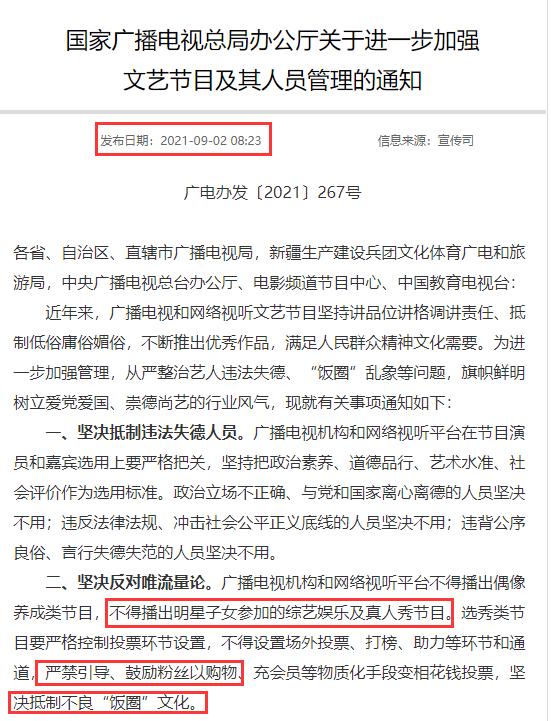 国家广播电视总局办公厅关于进一步加强
文艺节目及其人员管理的通知
发布日期：2021-09-02 08:23 信息来源：宣传司
广电办发〔2021〕267号
各省、自治区、直辖市广播电视局，新疆生产建设兵团文化体育广电和旅
游局，中央广播电视总台办公厅、电影频道节目中心、中国教育电视台：
近年来，广播电视和网络视听文艺节目坚持讲品位讲格调讲责任、抵
制低俗庸俗媚俗，不断推出优秀作品，满足人民群众精神文化需要。为进
一步加强管理，从严整治艺人违法失德、“饭圈”乱象等问题，旗帜鲜明
树立爱党爱国、崇德尚艺的行业风气，现就有关事项通知如下：
一、坚决抵制违法失德人员。广播电视机构和网络视听平台在节目演
员和嘉宾选用上要严格把关，坚持把政治素养、道德品行、艺术水准、社
会评价作为选用标准。政治立场不正确、与党和国家离心离德的人员坚决
不用；违反法律法规、冲击社会公平正义底线的人员坚决不用；违背公序
良俗、言行失德失范的人员坚决不用。
二、坚决反对唯流量论。广播电视机构和网络视听平台不得播出偶像
养成类节目，不得播出明星子女参加的综艺娱乐及真人秀节目。选秀类节
目要严格控制投票环节设置，不得设置场外投票、打榜、助力等环节和通
道，严禁引导、鼓励粉丝以购物、充会员等物质化手段变相花钱投票，坚
决抵制不良“饭圈”文化。